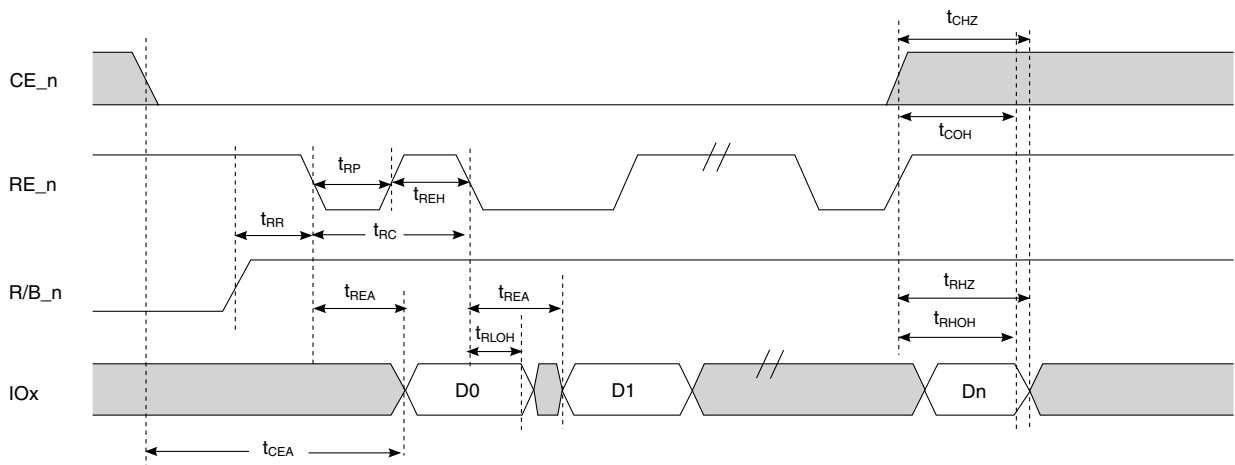 tCHZ
CE_n
tCOH
RE_n
tRP
tREH
tRR
tRC
R/B_n
tREA
tREA
tRHZ
tRLOH
tRHOH
IOx
D0
D1
Dn
tCEA